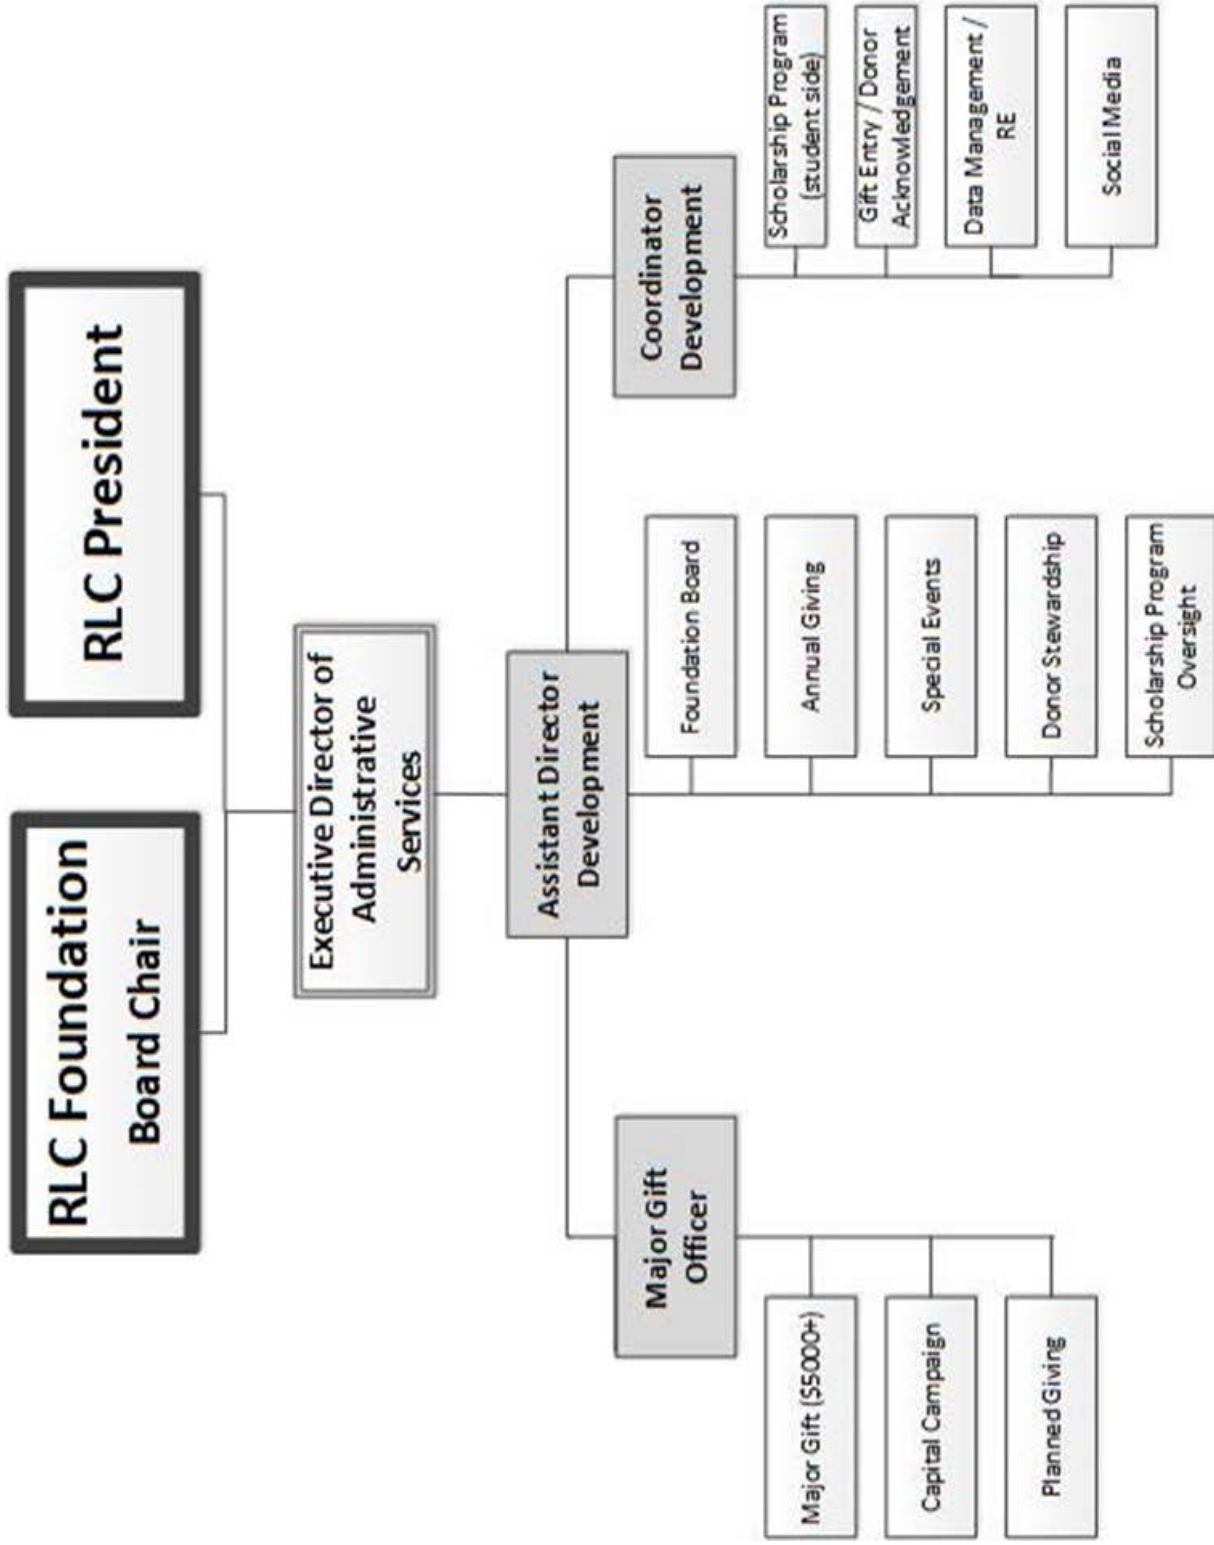 RLC Foundation
Board Chair
RLC President
Executive Director of
Administrative
Services
Assistant Director
Development
Major Gift
Officer
Major Gift ($5000+)
Capital Campaign
Planned Giving
Foundation Board
Annual Giving
Special Events
Donor Stewardship
Scholarship Program
Oversight
Coordinator
Development
Scholarship Program
(student side)
Gift Entry / Donor
Acknowledgement
Data Management /
RE
Social Media